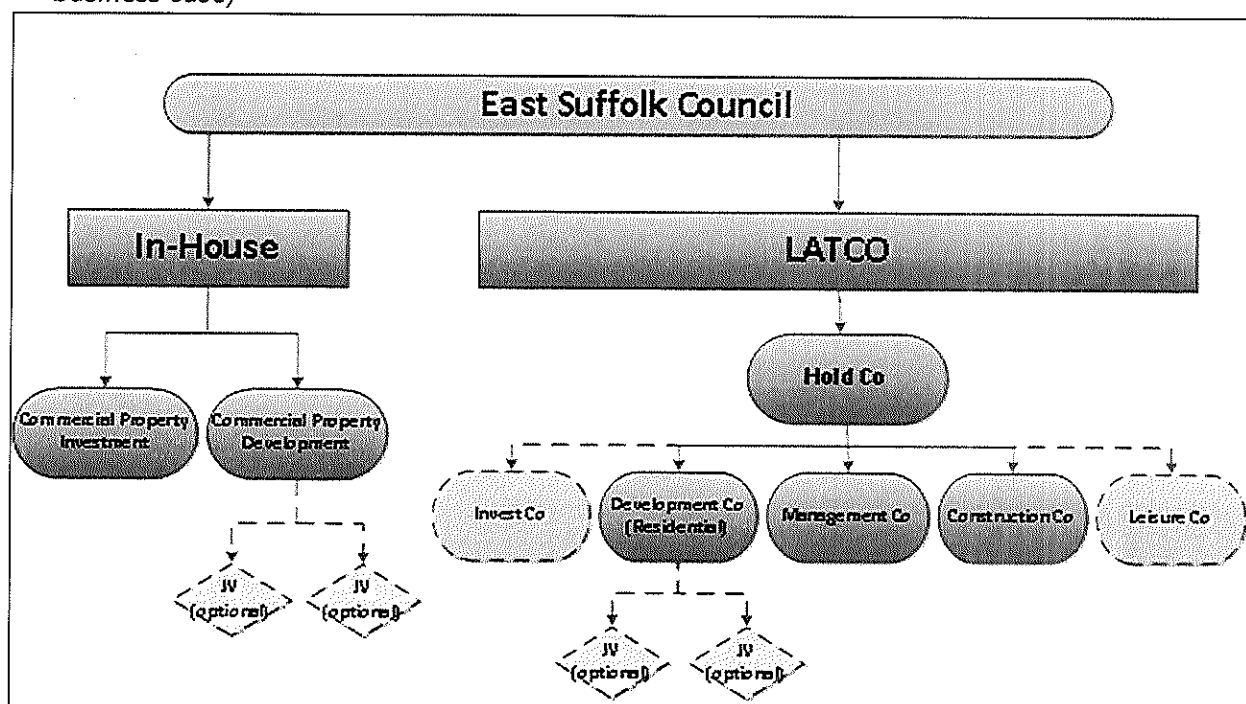 business case)
East Suffolk Council
In-House
LATCO
Hold Co
Commercial Property
Investment
Commercial Property
Development
Invest Co
Development Co
(Residential)
Management Co
Construction Co
Leisure Co
JV
(optional)
JV
(optional)
JV
(optional)
JV
(optional)